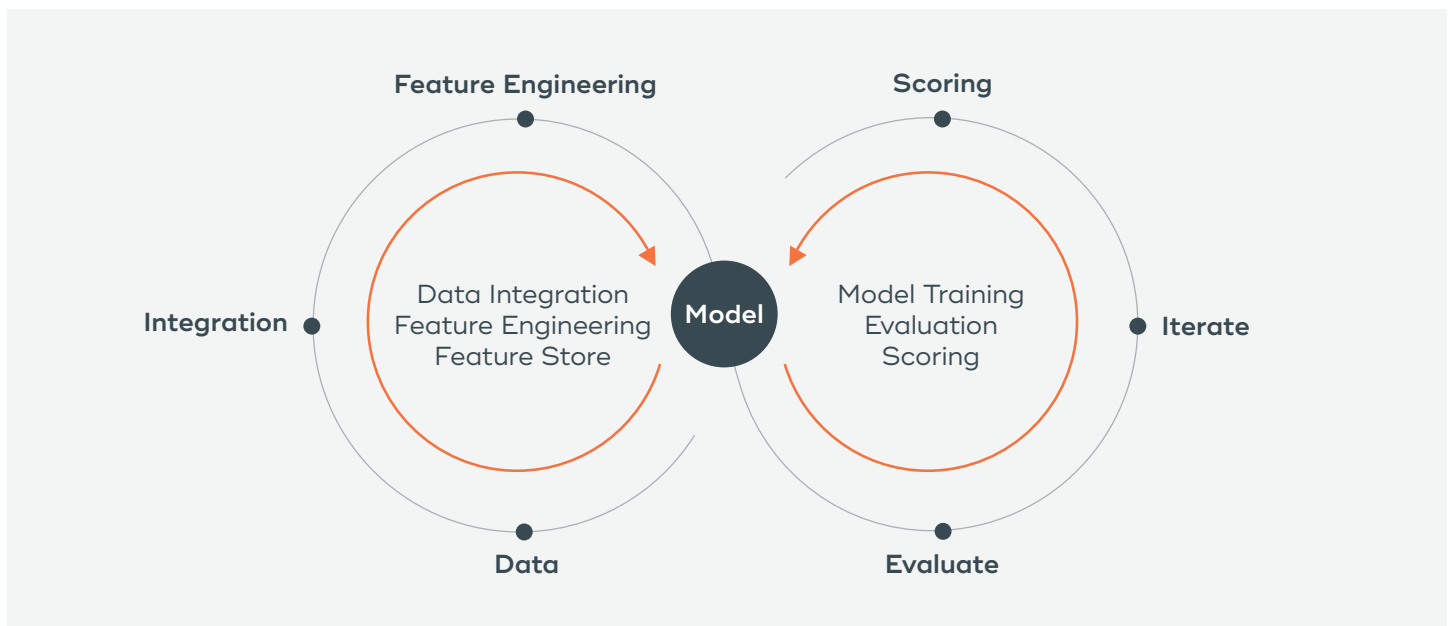 Feature Engineering
Scoring
Data Integration
Feature Engineering
Feature Store
Model
Model Training
Evaluation
Scoring
Integration
Iterate
Data
Evaluate